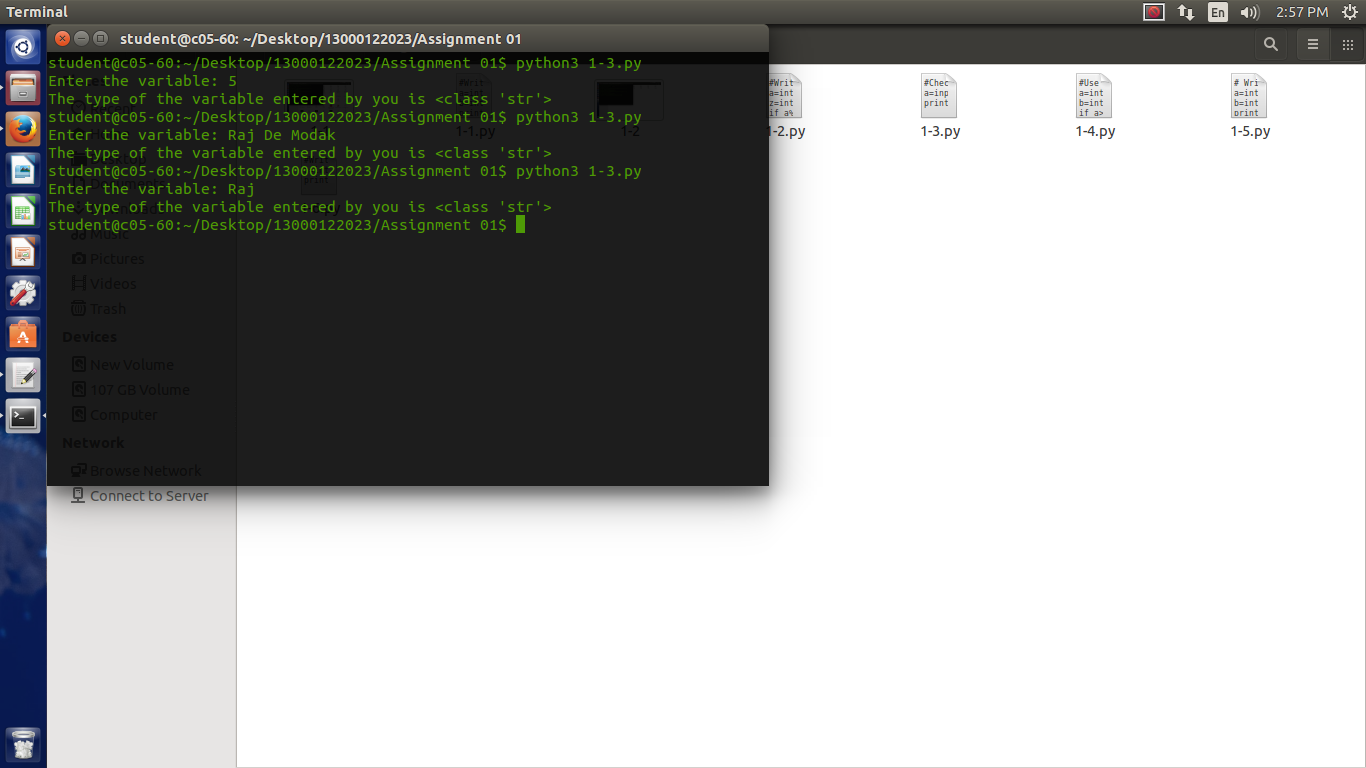 Terminal
En
2:57 PM
student@c05-60: ~/Desktop/13000122023/Assignment 01
student@c05-60:~/Desktop/13000122023/Assignment 01$ python3 1-3.py
Enter the variable: 5
The type of the variable entered by you is <class 'str'>
student@c05-60:~/Desktop/13000122023/Assignment 01$ python3 1-3.py
Enter the variable: Raj De Modak
The type of the variable entered by you is <class 'str'>
student@c05-60:~/Desktop/13000122023/Assignment 01$ python3 1-3.py
Enter the variable: Raj
The type of the variable entered by you is <class 'str'>
student@c05-60:~/Desktop/13000122023/Assignment 01$
Music
Pictures
Videos
Trash
Devices
New Volume
107 GB Volume
Computer
Network
Browse Network
Connect to Server
1-1.py
1-2
#Writ
a=int
z=int
if a%
1-2.py
#Chec
a=inp
print
1-3.py
#Use
a=int
b=int
if a>
1-4.py
# Wri
a=int
b=int
print
1-5.py